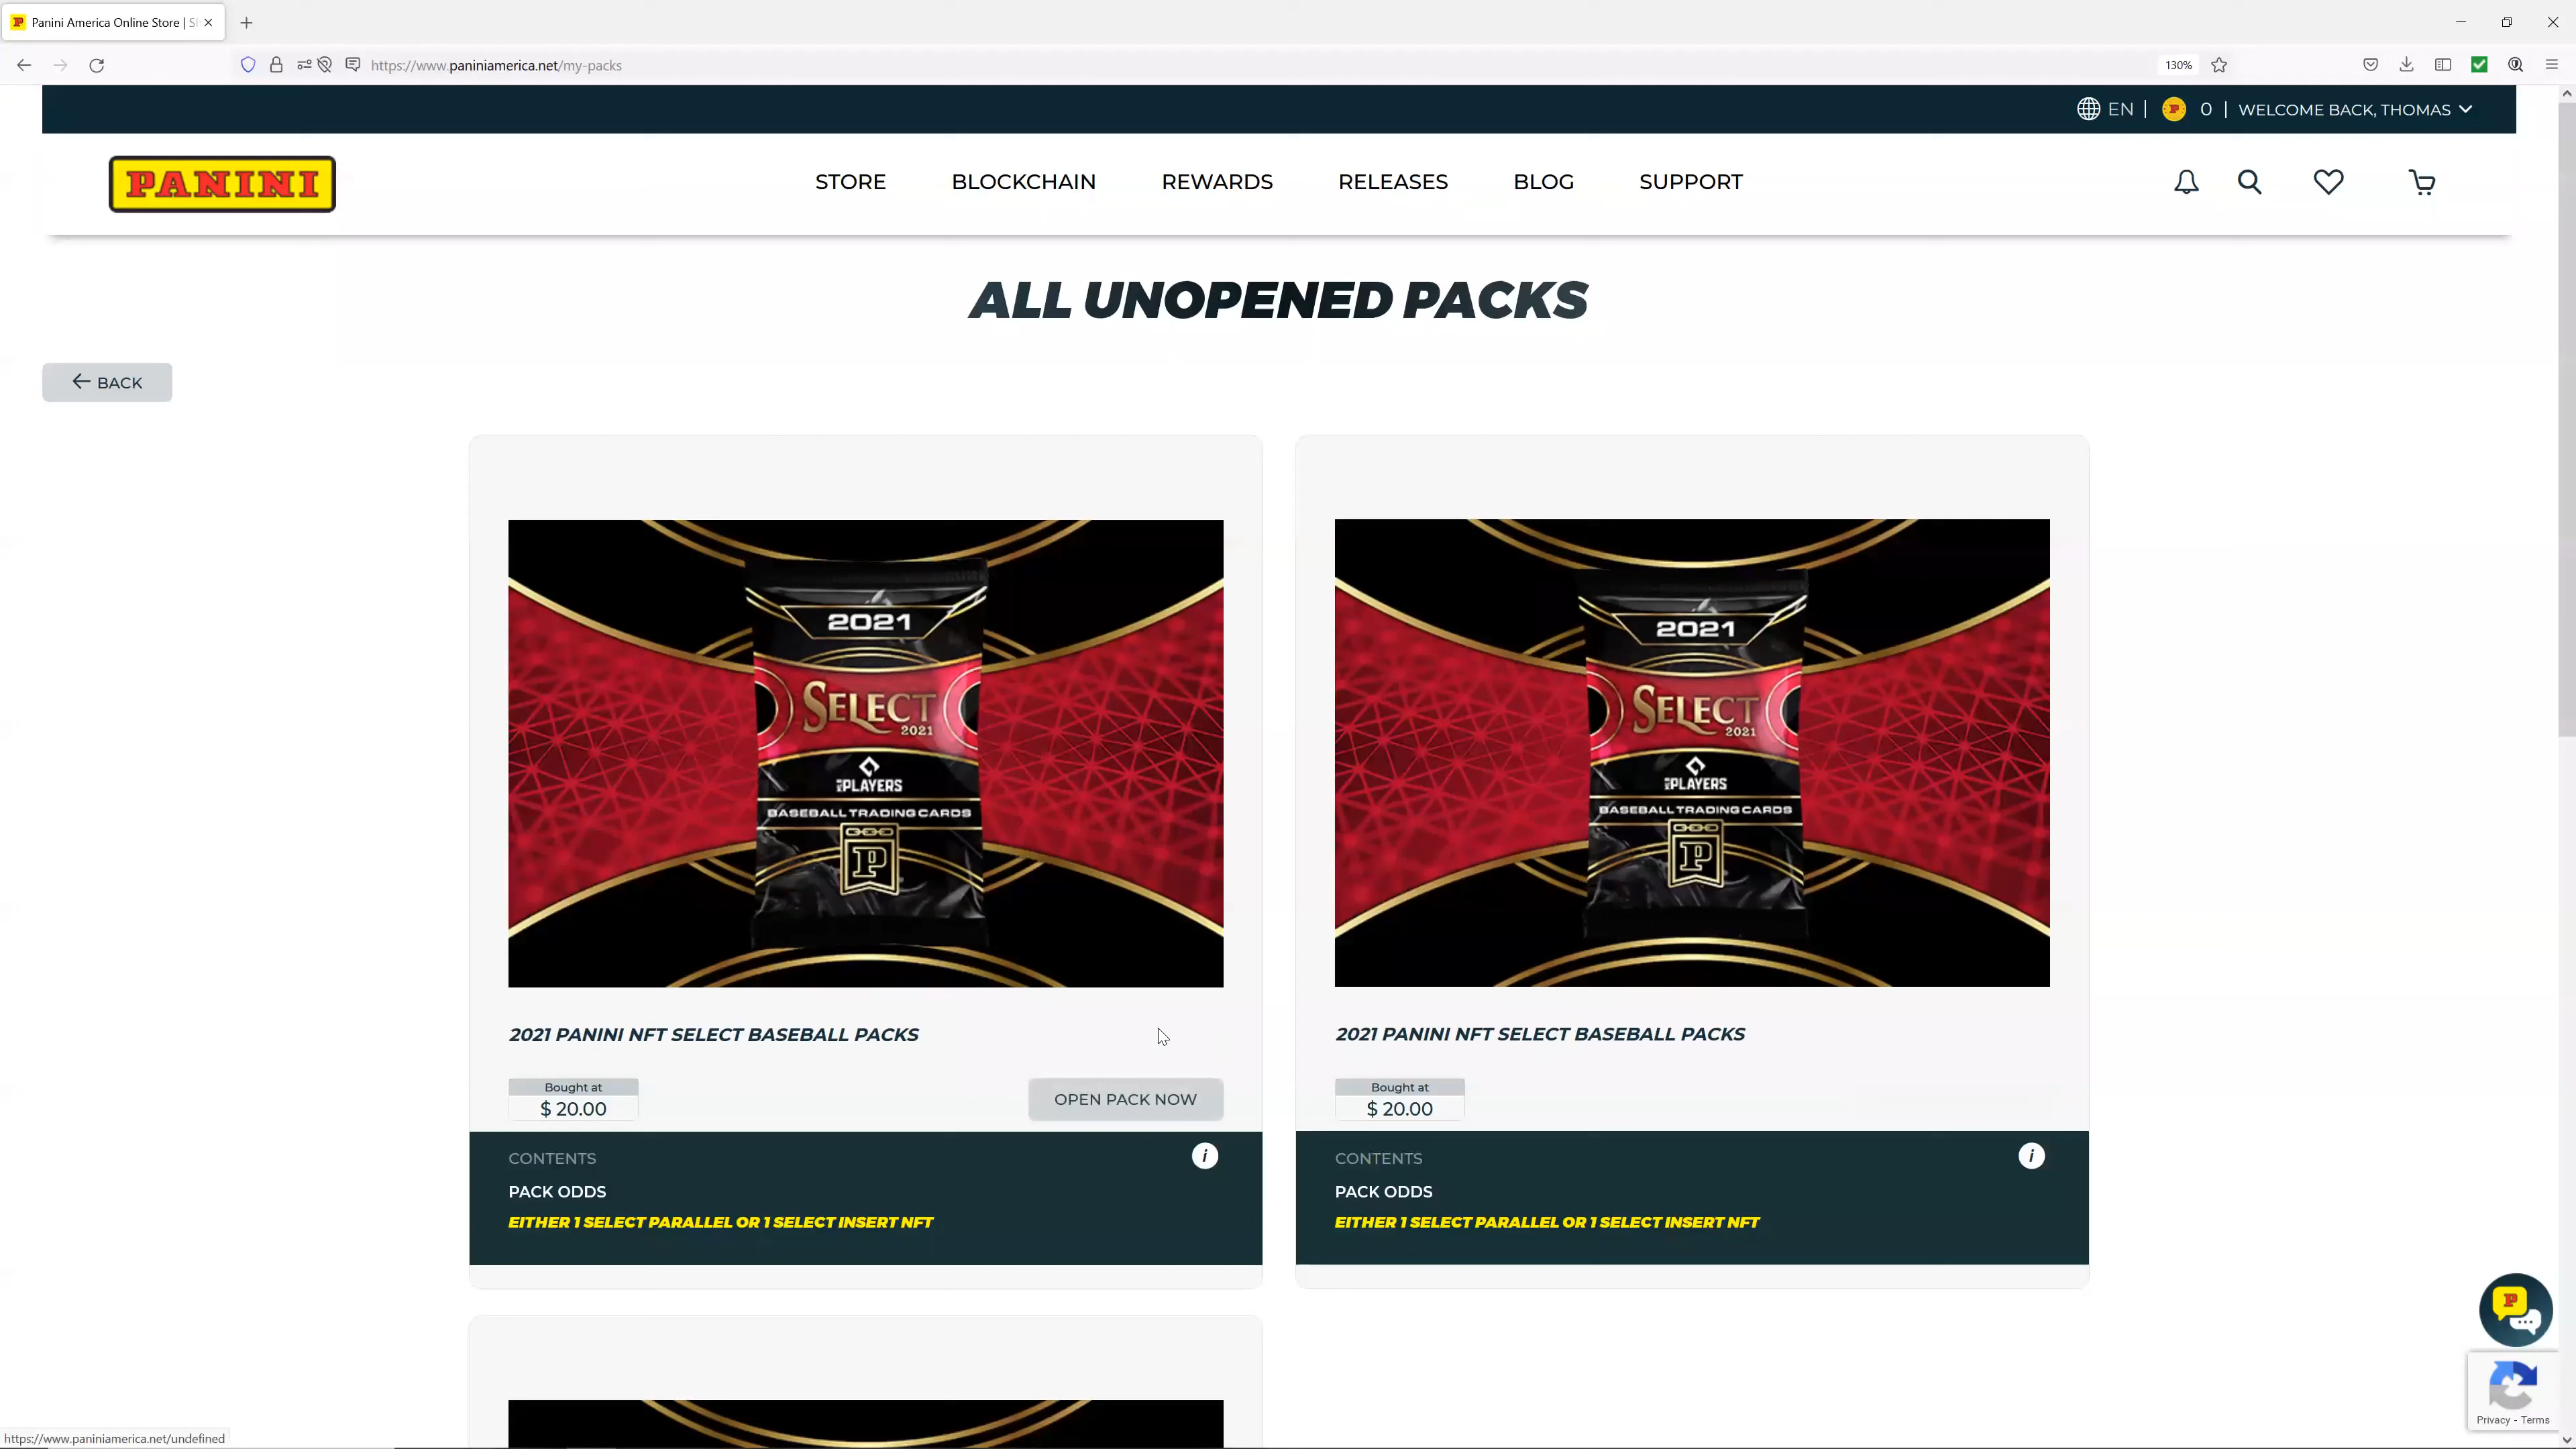 Panini America Online Store | S
https://www.paniniamerica.net/my-packs
130%
EN | P 0 | WELCOME BACK, THOMAS
PANINI
STORE BLOCKCHAIN REWARDS RELEASES BLOG SUPPORT
ALL UNOPENED PACKS
BACK
2021
SELECT
2021
PLAYERS
BASEBALL TRADING CARDS
P
2021 PANINI NFT SELECT BASEBALL PACKS
Bought at
$ 20.00
OPEN PACK NOW
CONTENTS
i
PACK ODDS
EITHER 1 SELECT PARALLEL OR 1 SELECT INSERT NFT
2021
SELECT
2021
PLAYERS
BASEBALL TRADING CARDS
P
2021 PANINI NFT SELECT BASEBALL PACKS
Bought at
$ 20.00
CONTENTS
i
PACK ODDS
EITHER 1 SELECT PARALLEL OR 1 SELECT INSERT NFT
P
Privacy - Terms
https://www.paniniamerica.net/undefined